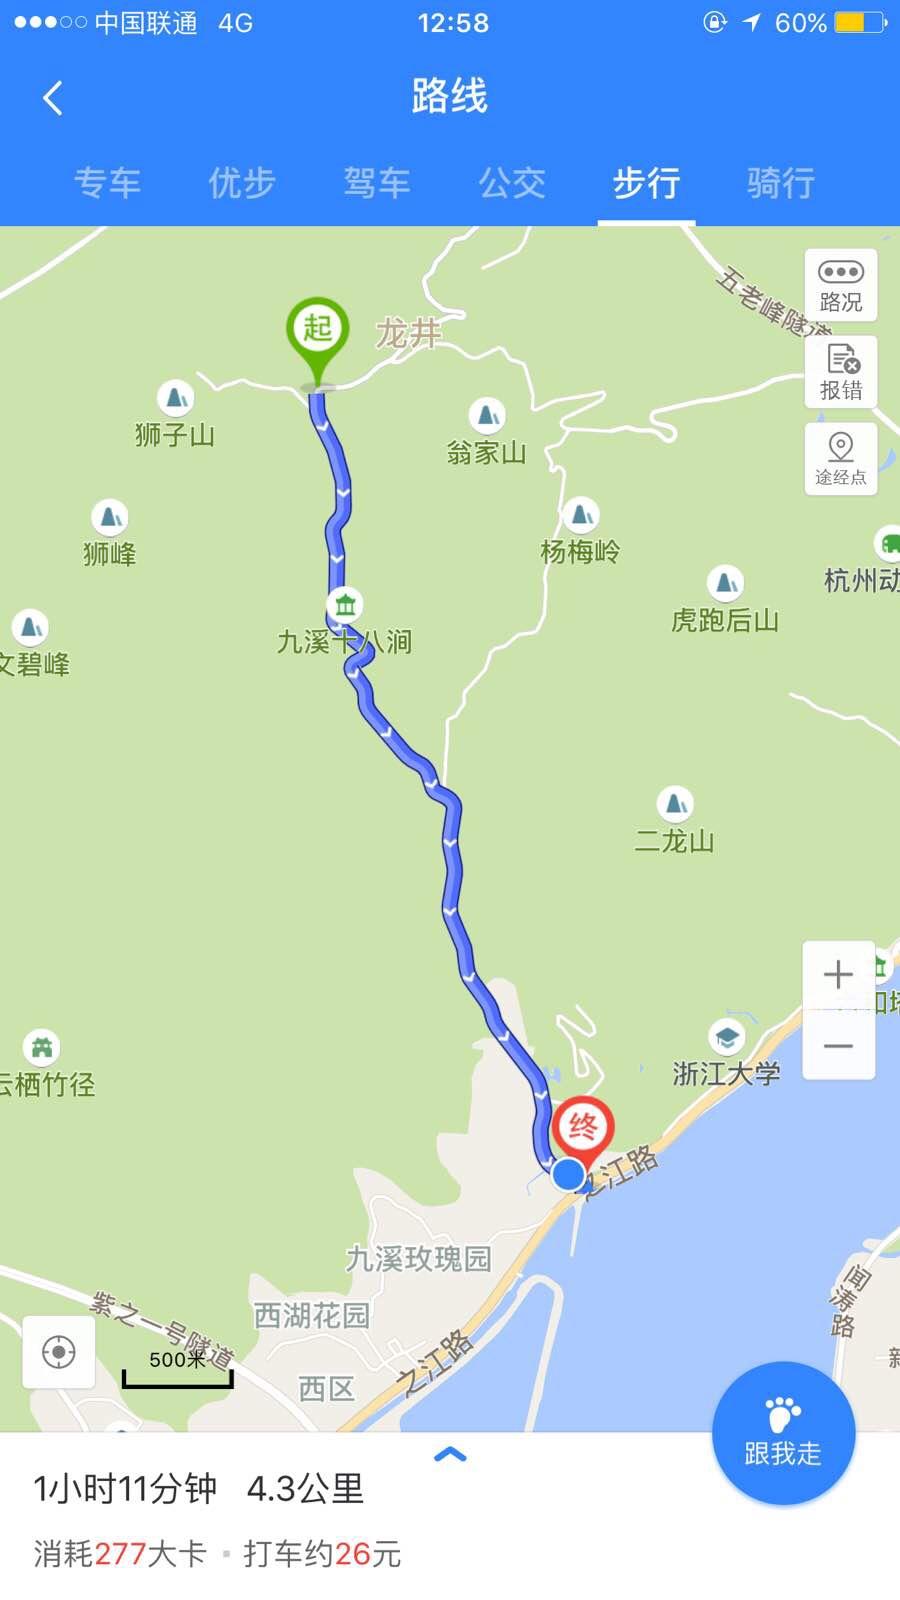 中国联通 4G 12:58 60%
路线
专车 优步 驾车 公交 步行 骑行
五老峰隧道
路况
起
龙井
报错
狮子山
翁家山
途经点
狮峰
杨梅岭
杭州动
虎跑后山
九溪十八涧
文碧峰
二龙山
云栖竹径
浙江大学
和塔
终
之江路
九溪玫瑰园
闻涛路
西湖花园
紫之一号隧道
500米
之江路
西区
新
跟我走
1小时11分钟 4.3公里
消耗277大卡 · 打车约26元